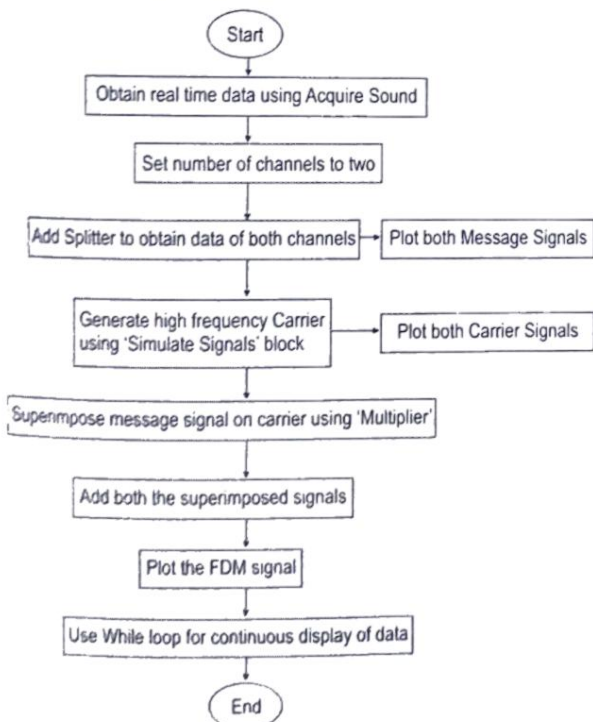 Start
Obtain real time data using Acquire Sound
Set number of channels to two
Add Splitter to obtain data of both channels
Plot both Message Signals
Generate high frequency Carrier
using 'Simulate Signals' block
Plot both Carrier Signals
Superimpose message signal on carrier using 'Multiplier'
Add both the superimposed signals
Plot the FDM signal
Use While loop for continuous display of data
End